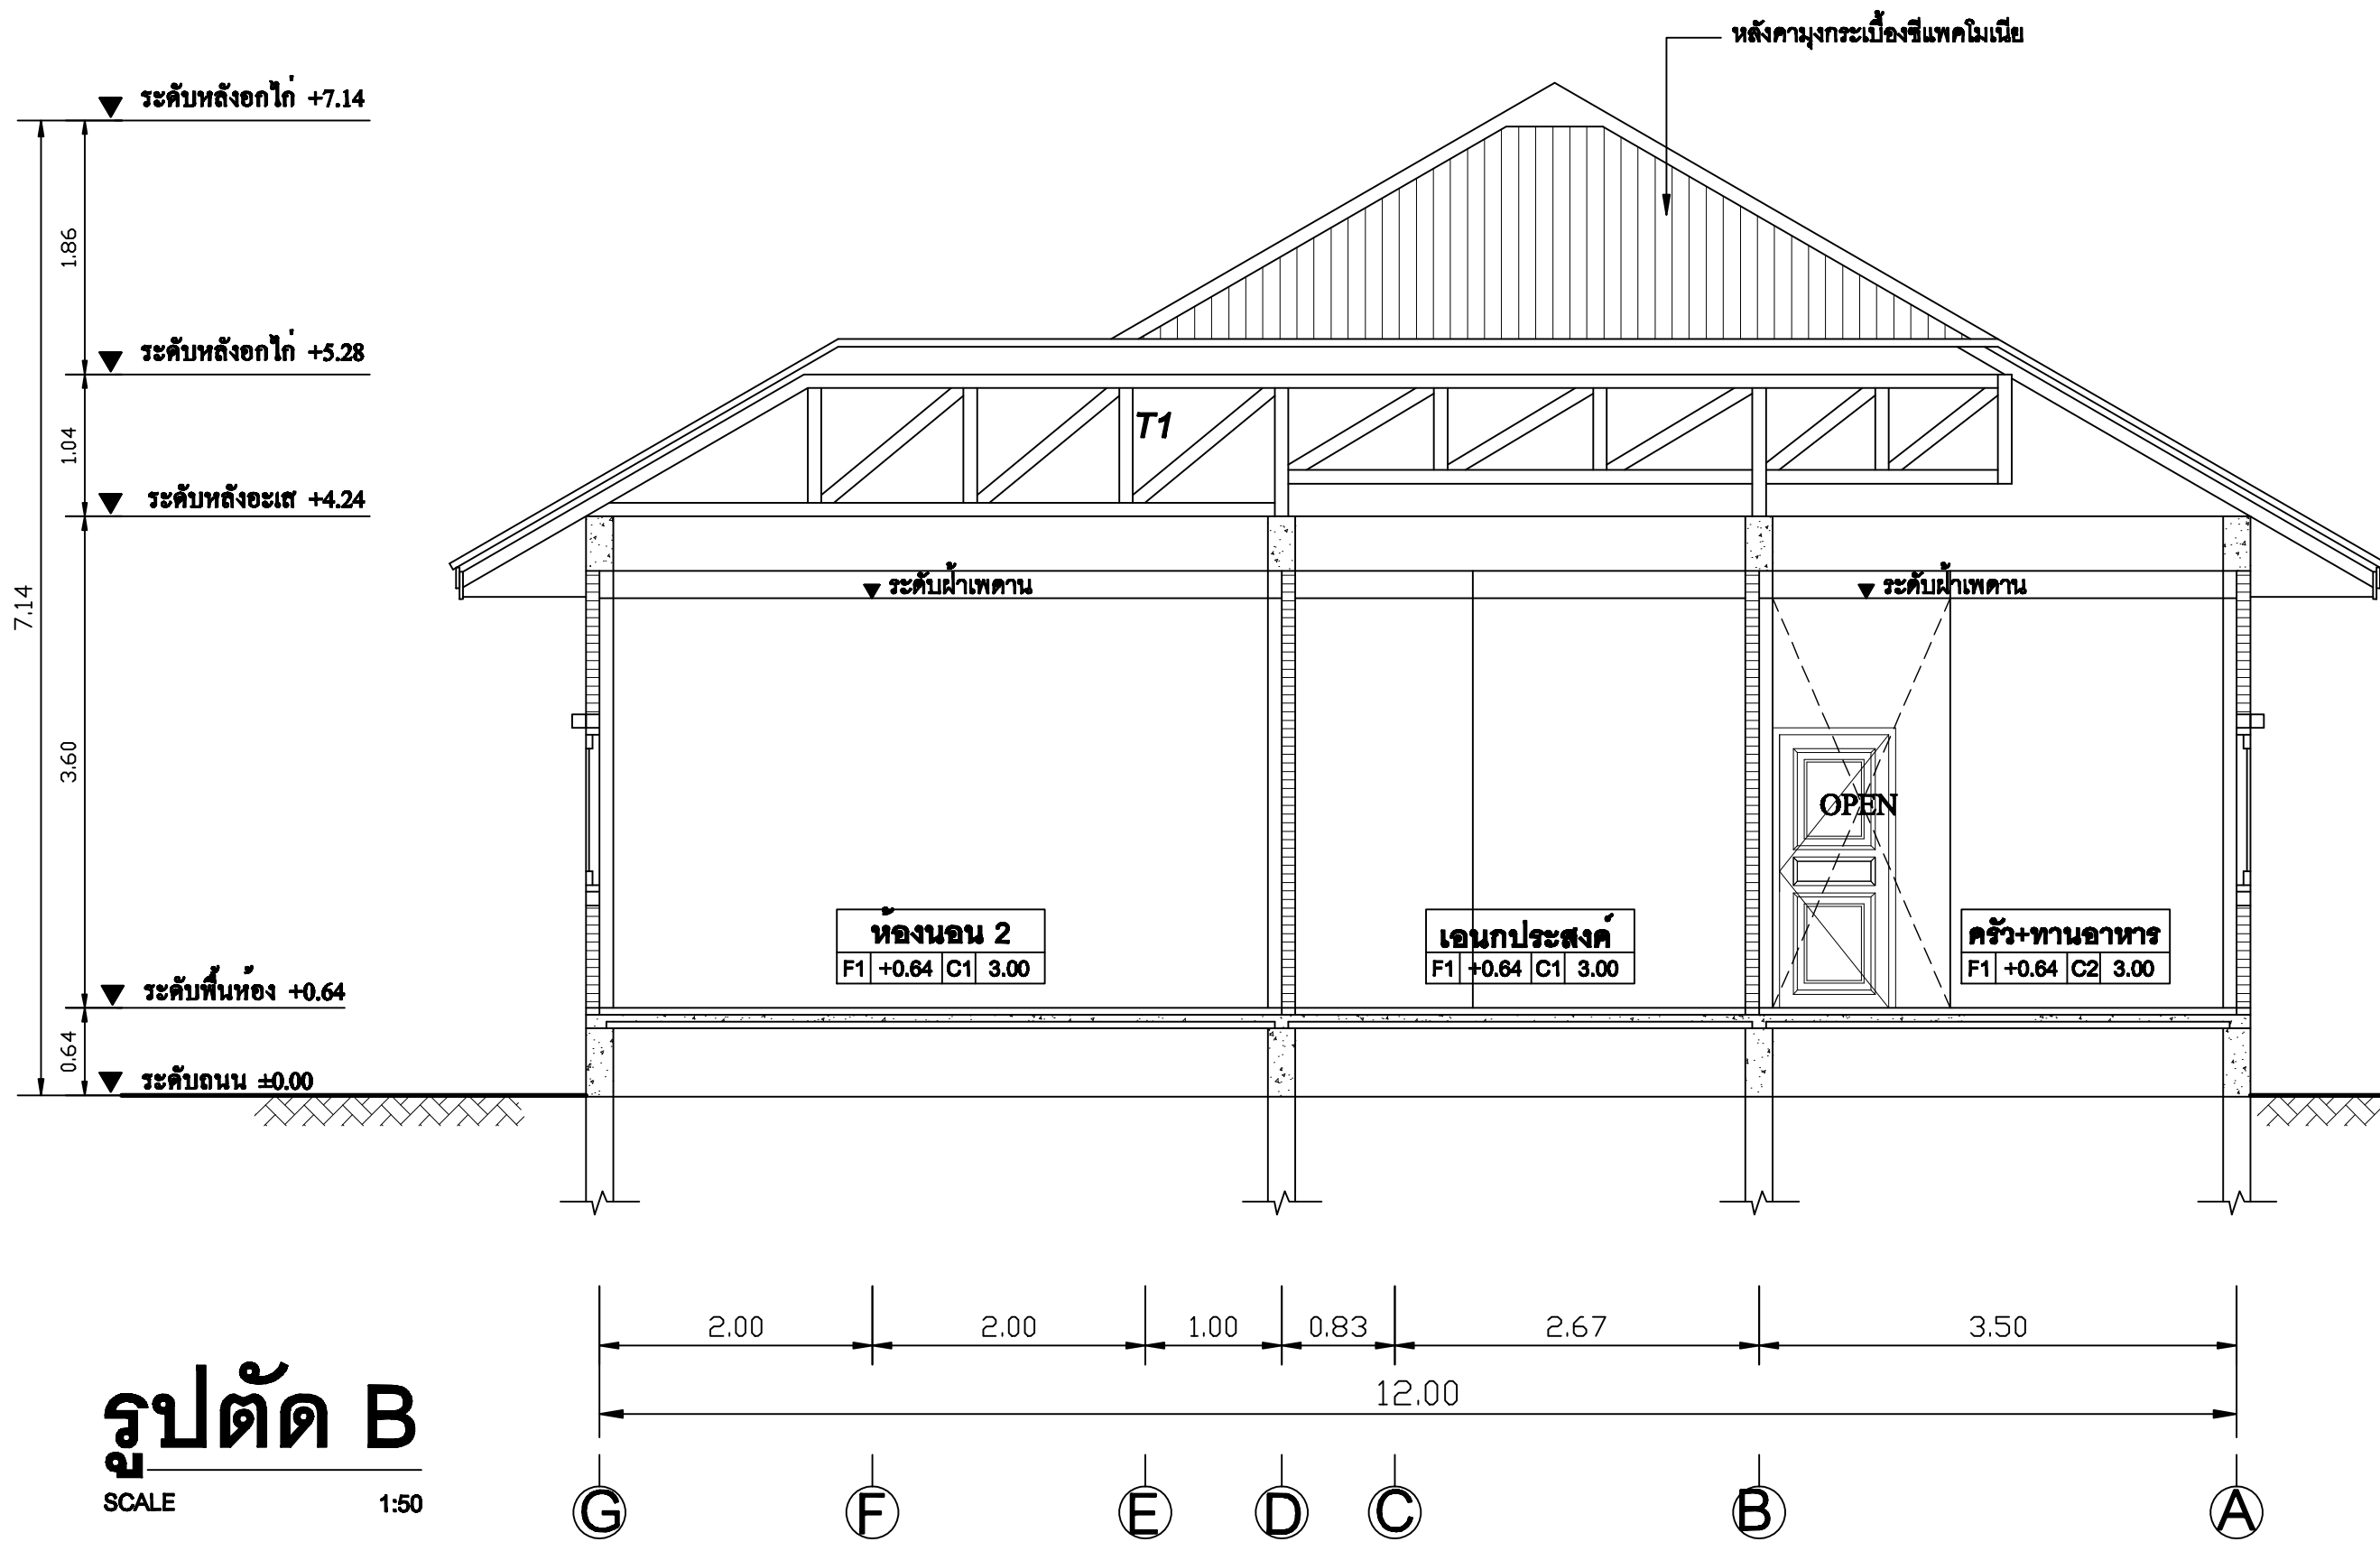 หลังคามุงกระเบื้องซีแพคโมเนีย
ระดับหลังอกไก่ +7.14
1.86
ระดับหลังอกไก่ +5.28
1.04
T1
ระดับหลังอะเส +4.24
7.14
3.60
ระดับฝ้าเพดาน
ระดับฝ้าเพดาน
OPEN
ห้องนอน 2
F1 +0.64 C1 3.00
เอนกประสงค์
F1 +0.64 C1 3.00
ครัว+ทานอาหาร
F1 +0.64 C2 3.00
ระดับพื้นห้อง +0.64
0.64
ระดับถนน ±0.00
2.00 2.00 1.00 0.83 2.67 3.50
12.00
รูปตัด B
SCALE 1:50
G F E D C B A